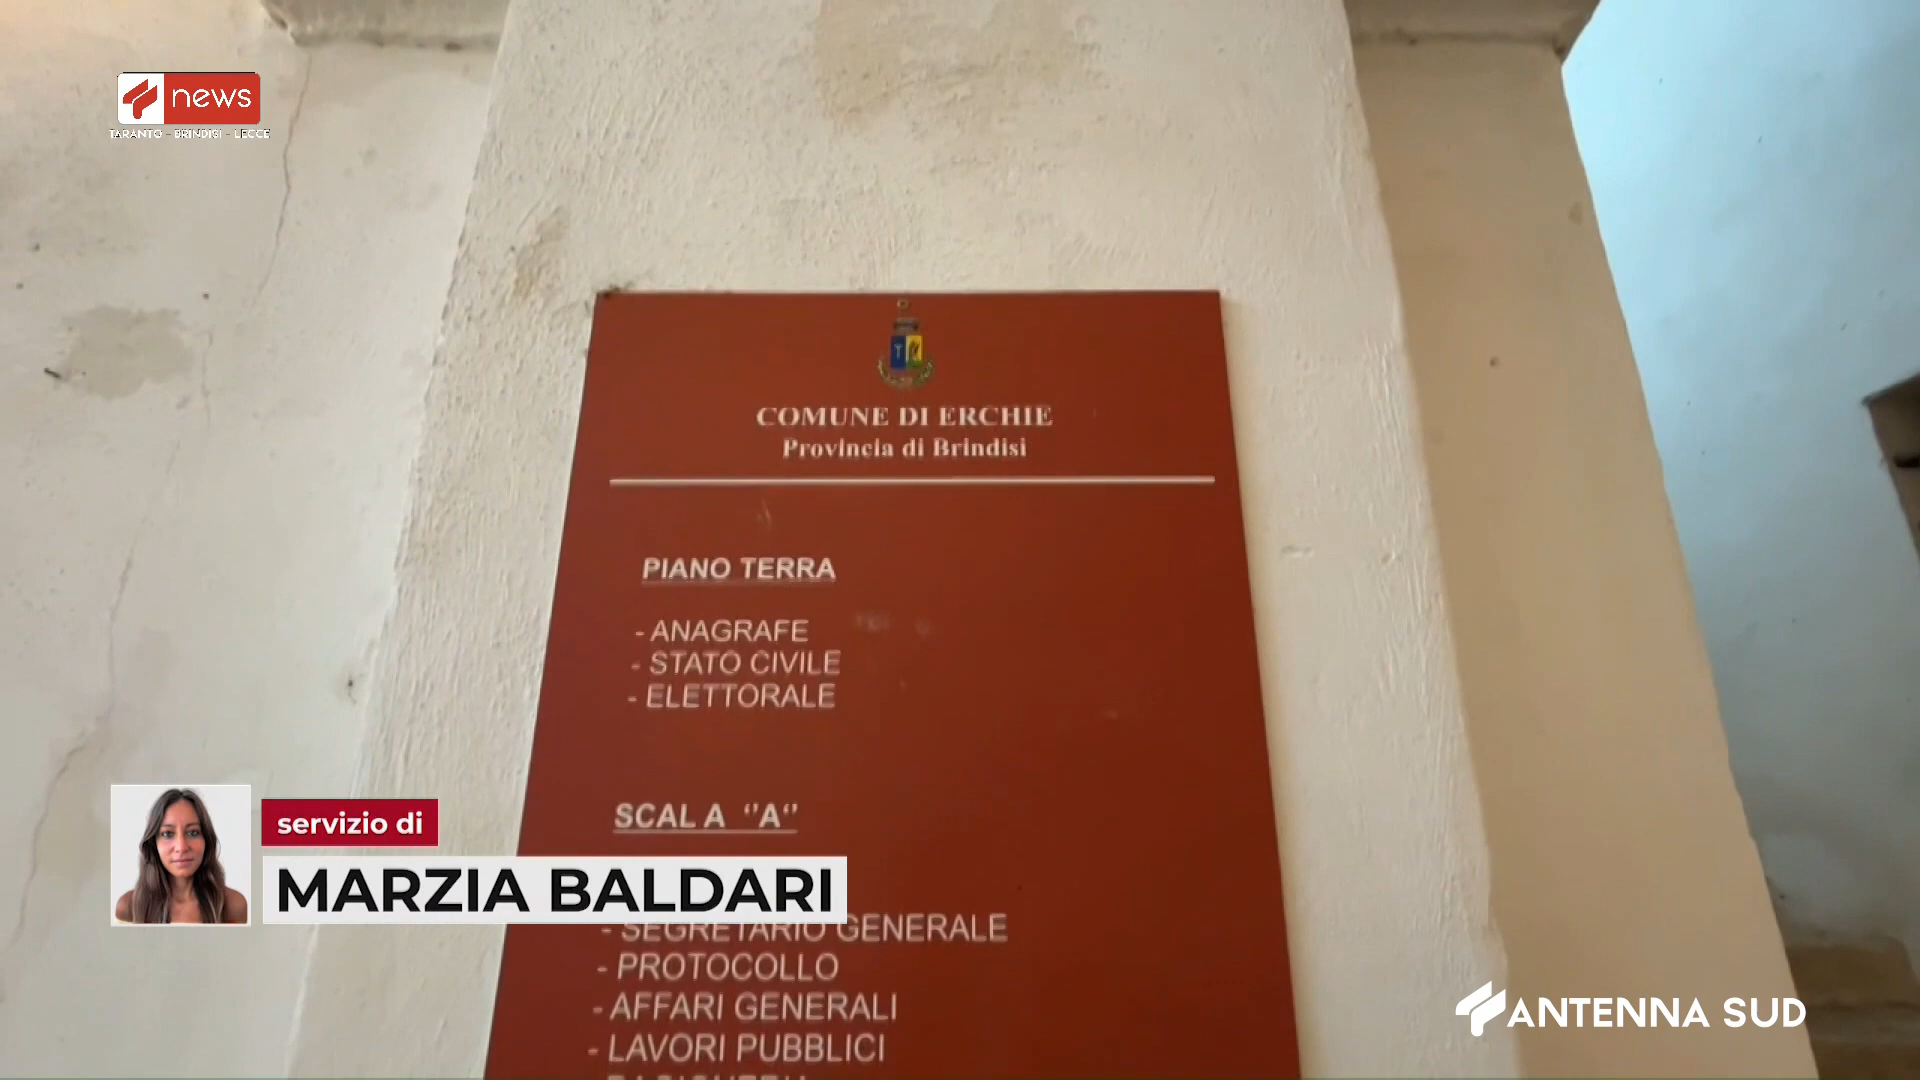 news
TARANTO - BRINDISI - LECCE
COMUNE DI ERCHIE
Provincia di Brindisi
PIANO TERRA
- ANAGRAFE
- STATO CIVILE
- ELETTORALE
SCALA "A"
servizio di
MARZIA BALDARI
- SEGRETARIO GENERALE
- PROTOCOLLO
- AFFARI GENERALI
- LAVORI PUBBLICI
ANTENNA SUD